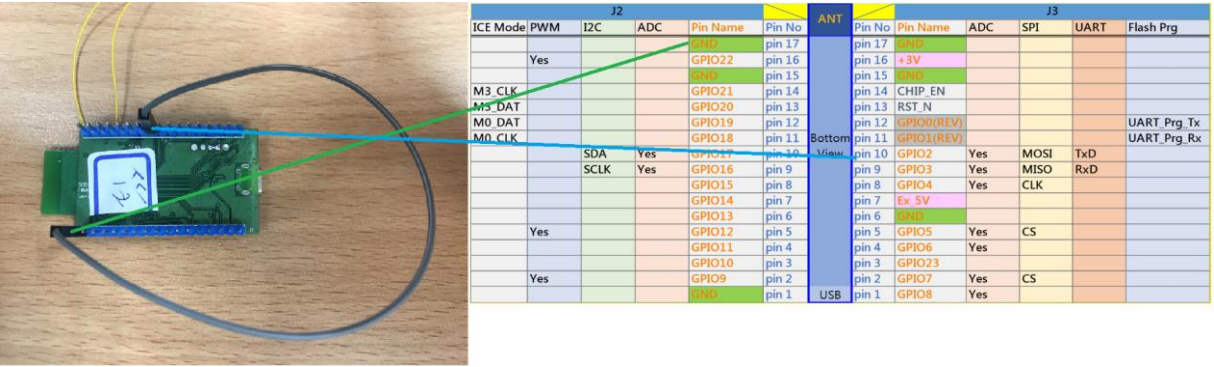 J2 ANT J3
ICE Mode PWM I2C ADC Pin Name Pin No Pin No Pin Name ADC SPI UART Flash Prg
GND pin 17 pin 17 GND
Yes GPIO22 pin 16 pin 16 +3V
GND pin 15 pin 15 GND
M3_CLK GPIO21 pin 14 pin 14 CHIP_EN
M3_DAT GPIO20 pin 13 pin 13 RST_N
M0_DAT GPIO19 pin 12 pin 12 GPIO0(REV) UART_Prg_Tx
M0_CLK GPIO18 pin 11 Bottom pin 11 GPIO1(REV) UART_Prg_Rx
SDA Yes GPIO17 pin 10 View pin 10 GPIO2 Yes MOSI TxD
SCLK Yes GPIO16 pin 9 pin 9 GPIO3 Yes MISO RxD
GPIO15 pin 8 pin 8 GPIO4 Yes CLK
GPIO14 pin 7 pin 7 Ex_5V
GPIO13 pin 6 pin 6 GND
Yes GPIO12 pin 5 pin 5 GPIO5 Yes CS
GPIO11 pin 4 pin 4 GPIO6 Yes
GPIO10 pin 3 pin 3 GPIO23
Yes GPIO9 pin 2 pin 2 GPIO7 Yes CS
GND pin 1 USB pin 1 GPIO8 Yes